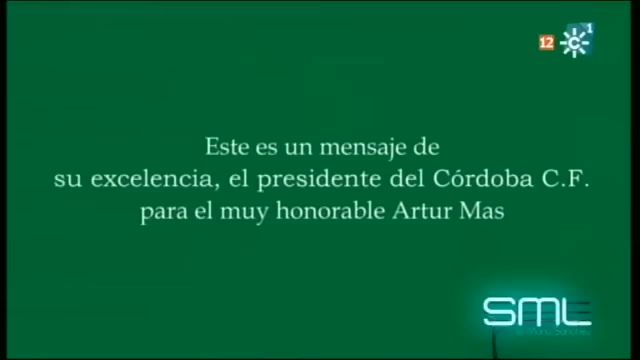 12
1
Este es un mensaje de
su excelencia, el presidente del Córdoba C.F.
para el muy honorable Artur Mas
SML